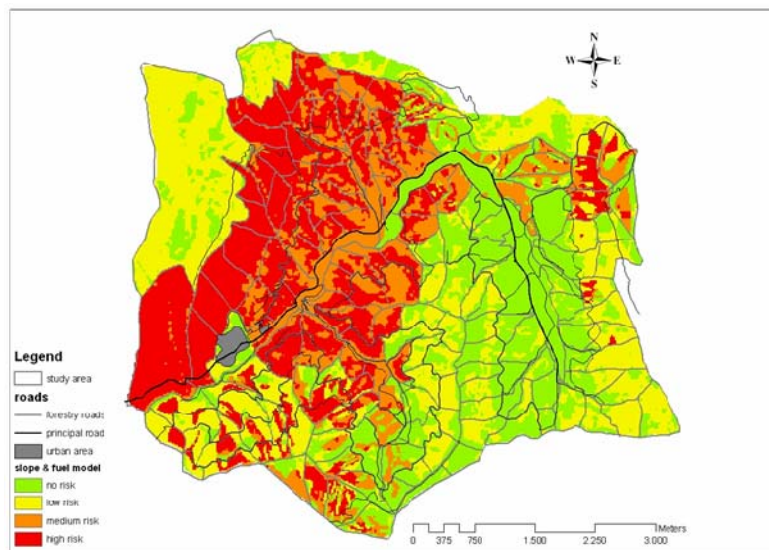 N
W E
S
Legend
study area
roads
forestry roads
principal road
urban area
slope & fuel model
no risk
low risk
medium risk
high risk
Meters
0 375 750 1.500 2.250 3.000